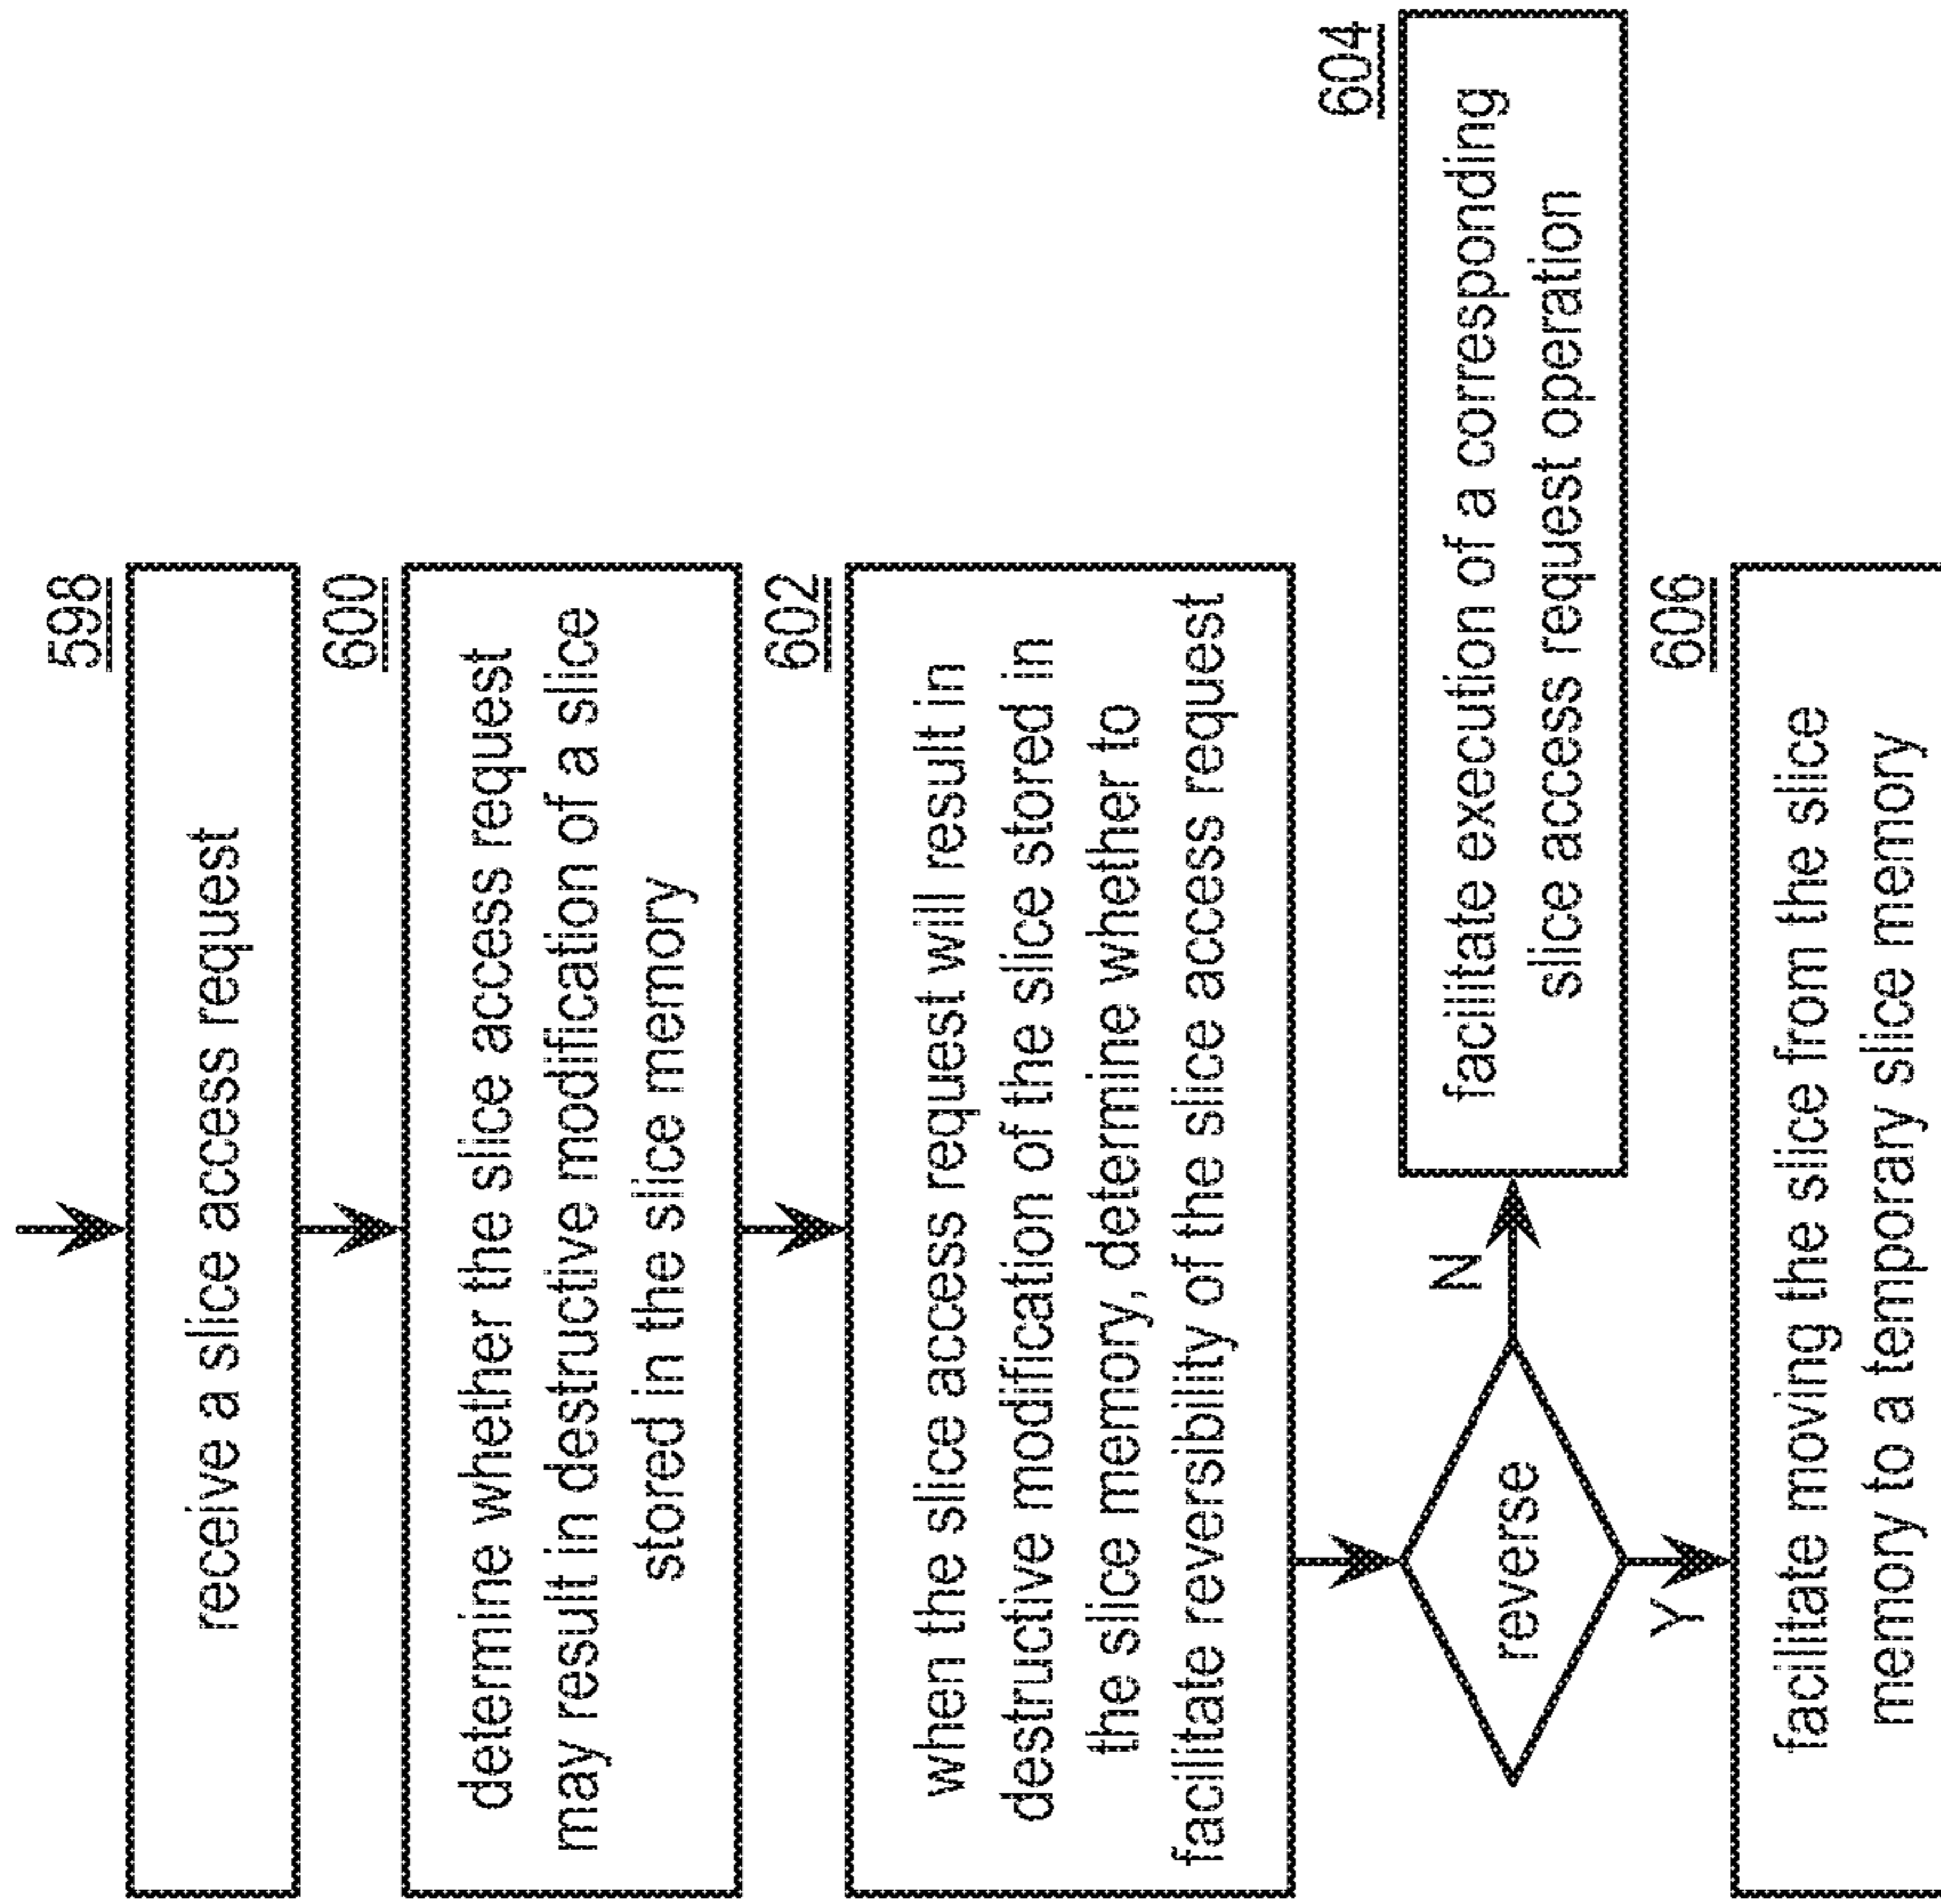 598
receive a slice access request
600
determine whether the slice access request
may result in destructive modification of a slice
stored in the slice memory
602
when the slice access request will result in
destructive modification of the slice stored in
the slice memory, determine whether to
facilitate reversibility of the slice access request
reverse
N
604
facilitate execution of a corresponding
slice access request operation
Y
606
facilitate moving the slice from the slice
memory to a temporary slice memory